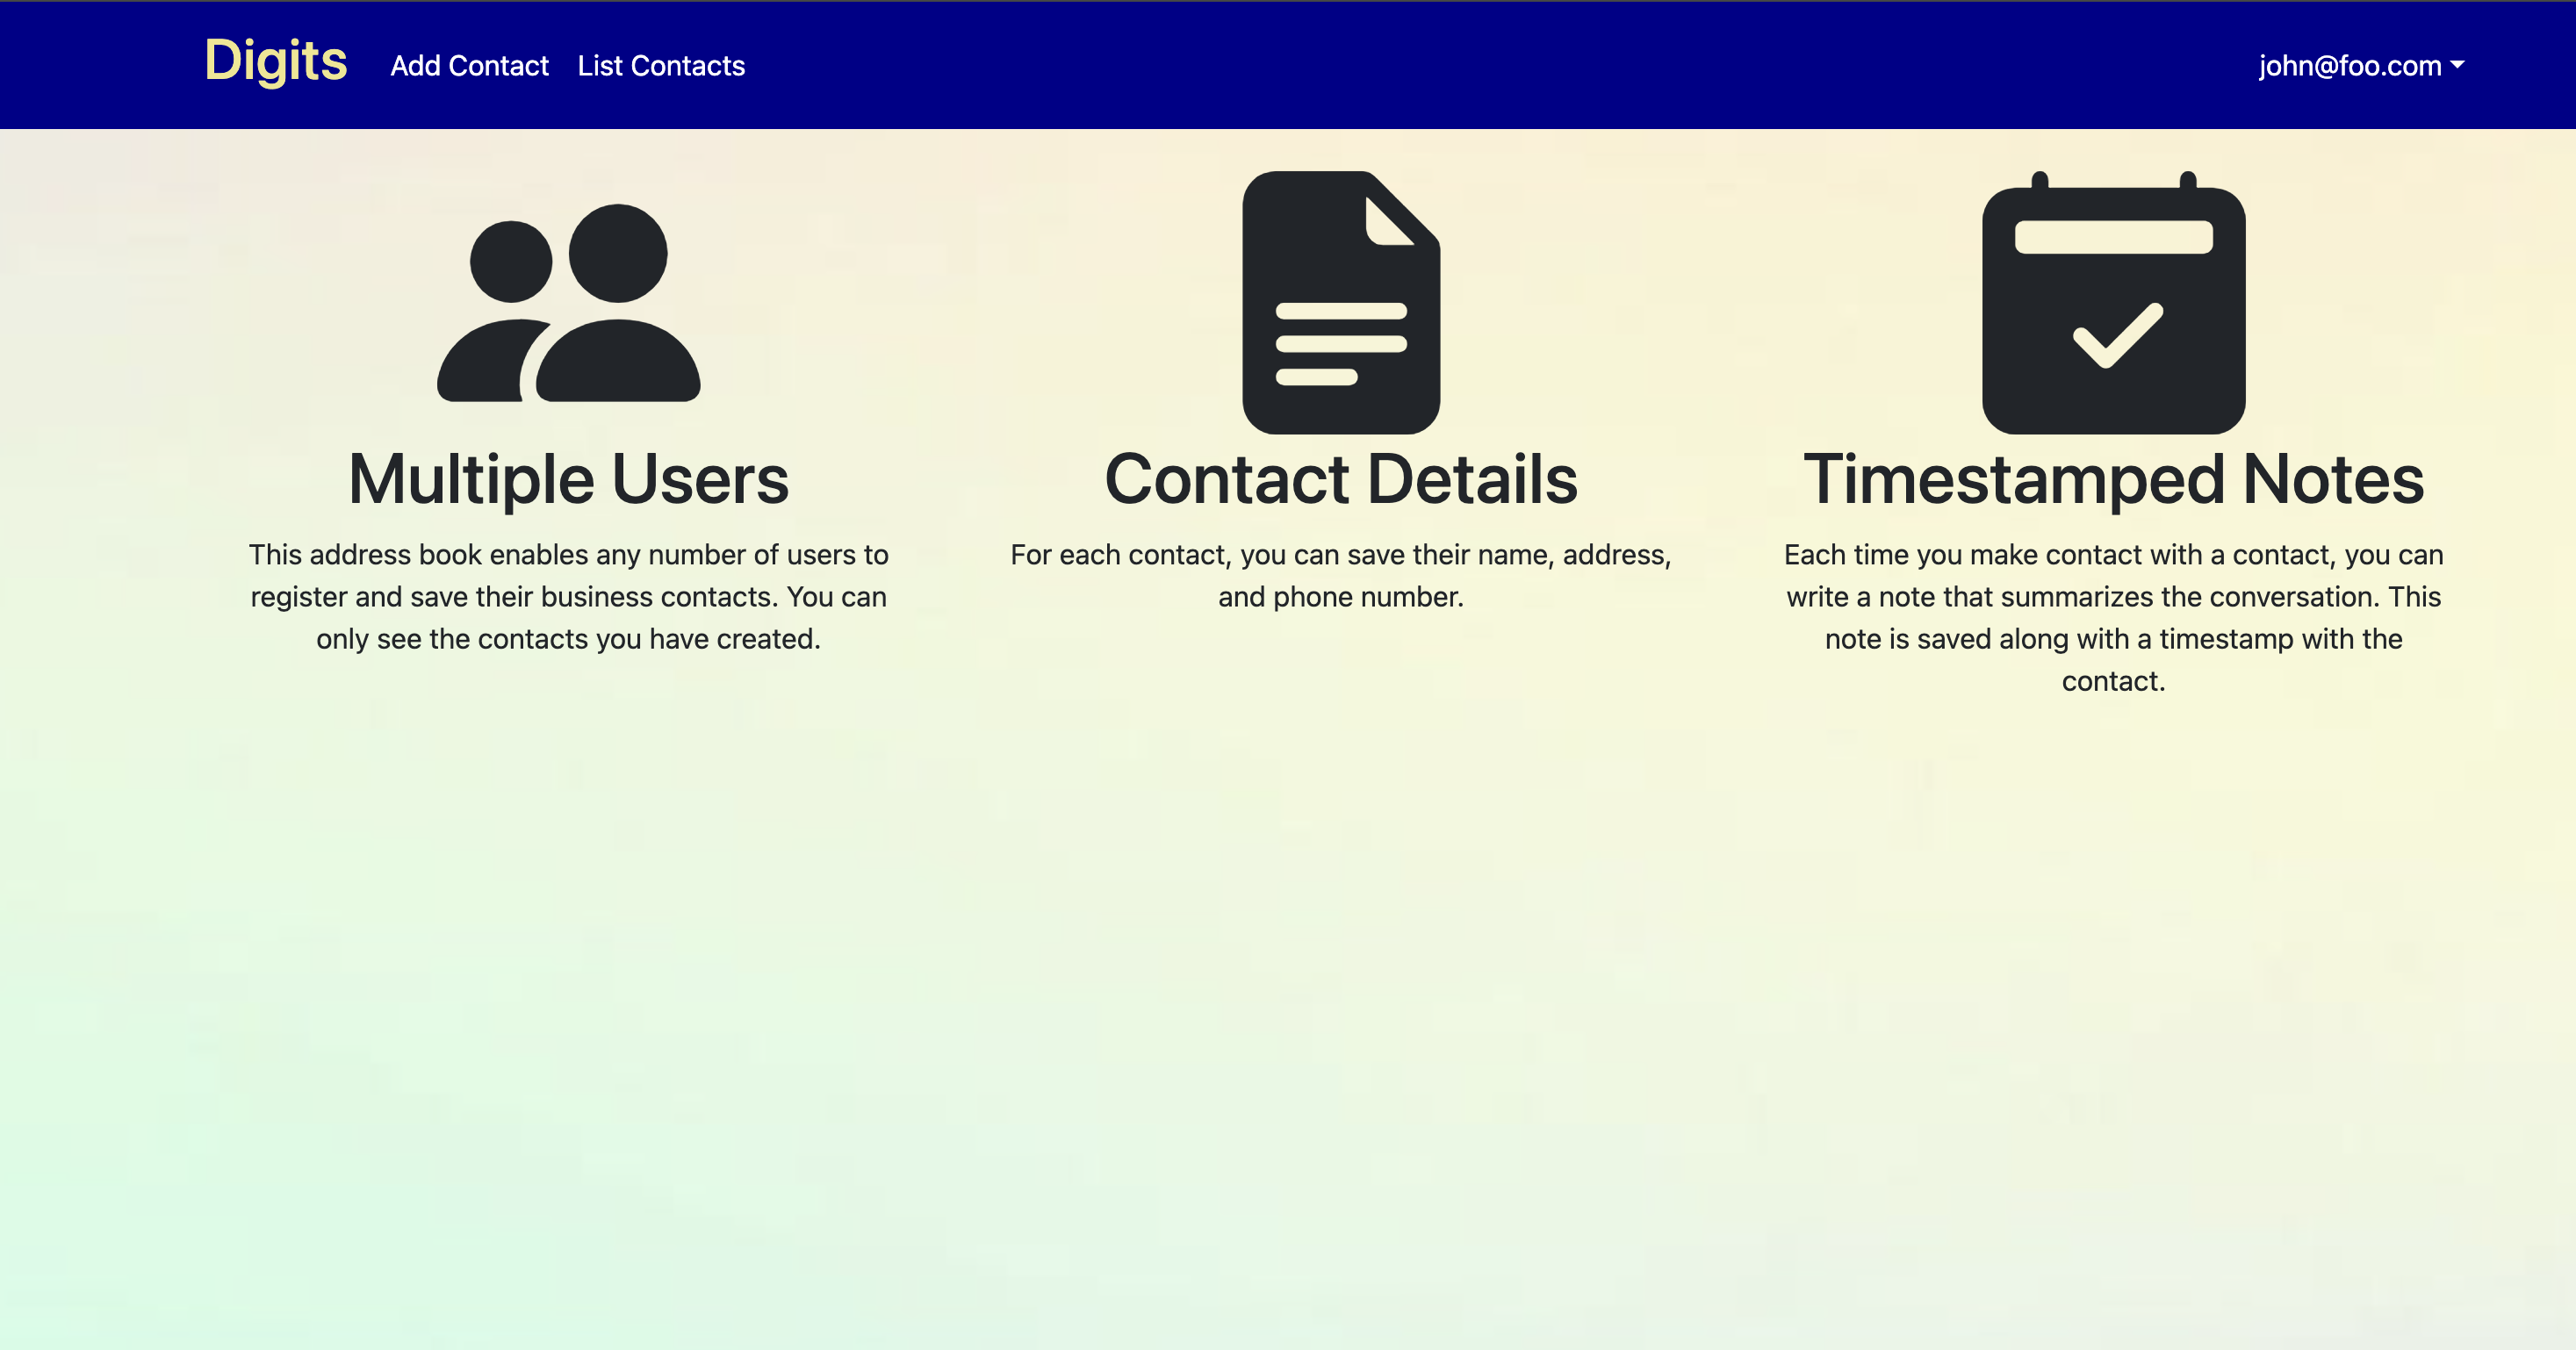 Digits
Add Contact
List Contacts
john@foo.com
Multiple Users
This address book enables any number of users to
register and save their business contacts. You can
only see the contacts you have created.
Contact Details
For each contact, you can save their name, address,
and phone number.
Timestamped Notes
Each time you make contact with a contact, you can
write a note that summarizes the conversation. This
note is saved along with a timestamp with the
contact.